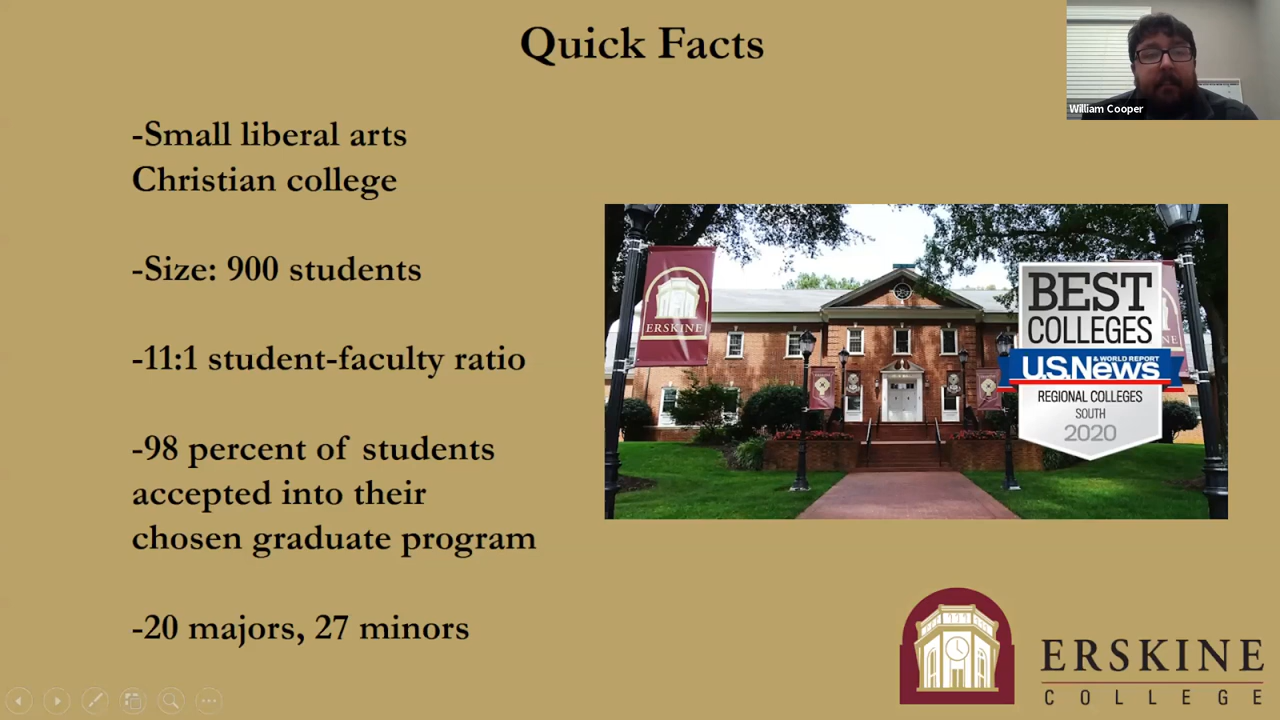 Quick Facts
William Cooper
-Small liberal arts
Christian college
-Size: 900 students
-11:1 student-faculty ratio
-98 percent of students
accepted into their
chosen graduate program
-20 majors, 27 minors
ERSKINE
BEST
COLLEGES
U.S.News
& WORLD REPORT
REGIONAL COLLEGES
SOUTH
2020
ERSKINE
COLLEGE